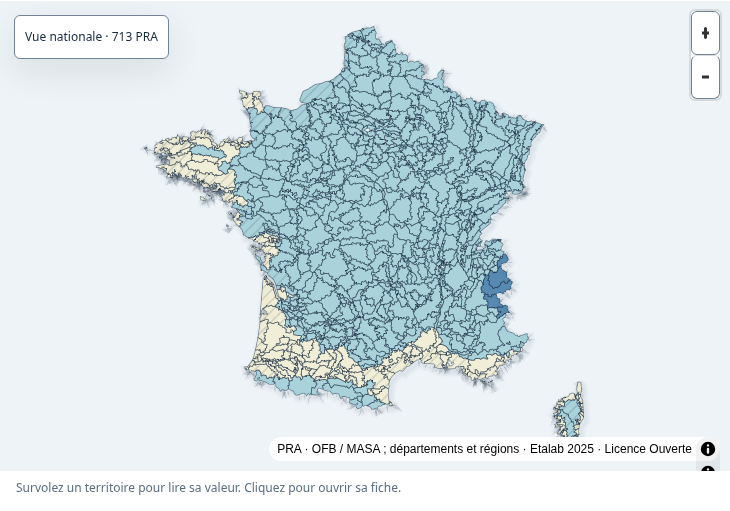 Vue nationale · 713 PRA
+
-
PRA · OFB / MASA ; départements et régions · Etalab 2025 · Licence Ouverte
Survolez un territoire pour lire sa valeur. Cliquez pour ouvrir sa fiche.